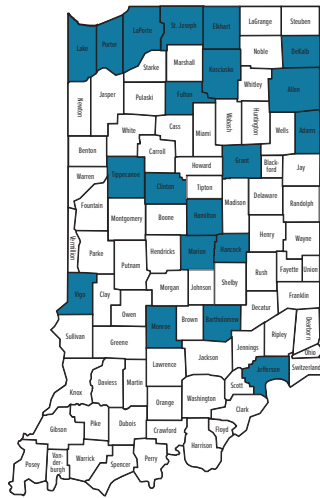 LaGrange
Steuben
St. Joseph
Elkhart
LaPorte
Lake
Porter
Noble
DeKalb
Marshall
Starke
Kosciusko
Whitley
Allen
Jasper
Pulaski
Fulton
Newton
Wabash
Huntington
Miami
Cass
White
Wells
Adams
Carroll
Benton
Howard
Grant
Black-
ford
Jay
Warren
Tippecanoe
Clinton
Tipton
Madison
Delaware
Randolph
Fountain
Montgomery
Boone
Hamilton
Henry
Wayne
Vermillion
Parke
Hendricks
Marion
Hancock
Putnam
Rush
Fayette
Union
Morgan
Johnson
Shelby
Vigo
Clay
Franklin
Owen
Decatur
Monroe
Brown
Bartholomew
Dearborn
Sullivan
Greene
Jennings
Ripley
Ohio
Lawrence
Jackson
Jefferson
Switzerland
Knox
Daviess
Martin
Scott
Orange
Washington
Clark
Gibson
Pike
Dubois
Crawford
Floyd
Harrison
Posey
Van-
der-
burgh
Warrick
Spencer
Perry